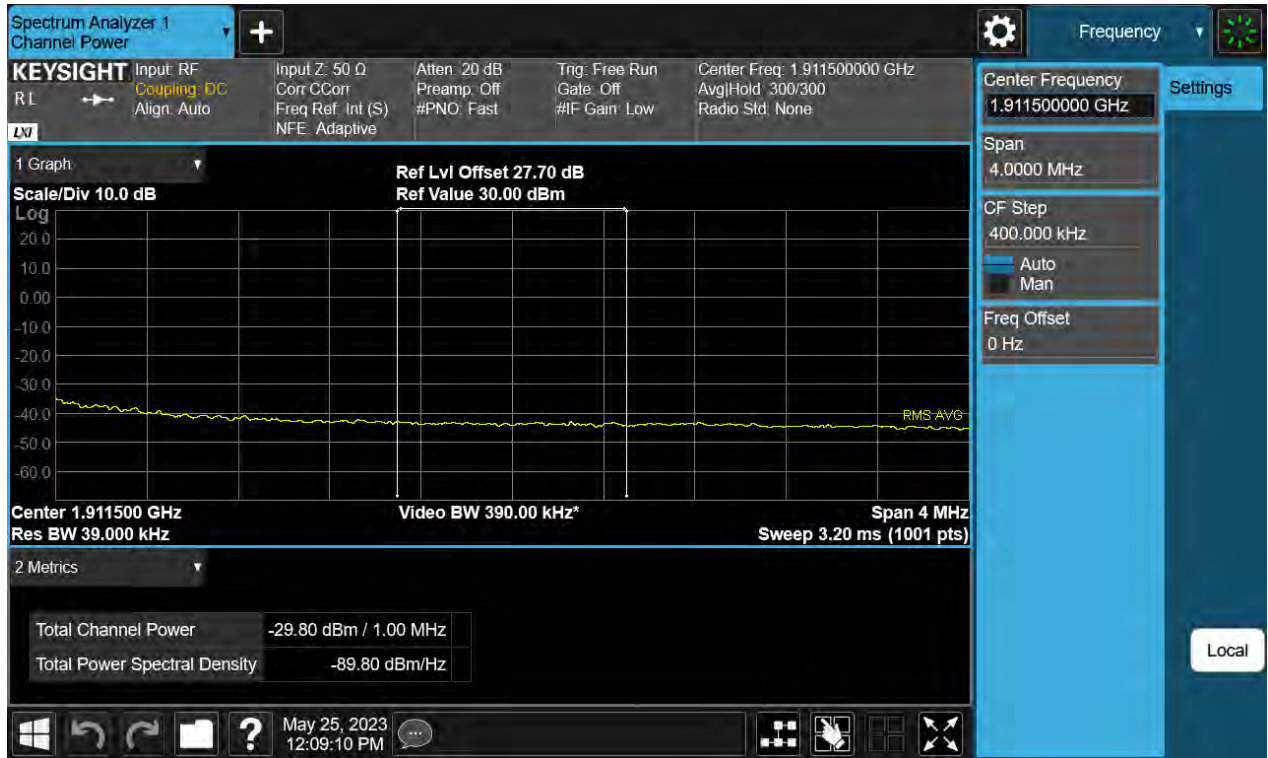 Spectrum Analyzer 1
Channel Power
Frequency
KEYSIGHT
RL
LXI
Input: RF
Coupling: DC
Align: Auto
Input Z: 50 Ω
Corr CCorr
Freq Ref: Int (S)
NFE: Adaptive
Atten: 20 dB
Preamp: Off
#PNO: Fast
Trig: Free Run
Gate: Off
#IF Gain: Low
Center Freq: 1.911500000 GHz
Avg|Hold: 300/300
Radio Std: None
1 Graph
Scale/Div 10.0 dB
Ref Lvl Offset 27.70 dB
Ref Value 30.00 dBm
Log
20.0
10.0
0.00
-10.0
-20.0
-30.0
-40.0
-50.0
-60.0
RMS AVG
Center 1.911500 GHz
Res BW 39.000 kHz
Video BW 390.00 kHz*
Span 4 MHz
Sweep 3.20 ms (1001 pts)
2 Metrics
Total Channel Power -29.80 dBm / 1.00 MHz
Total Power Spectral Density -89.80 dBm/Hz
May 25, 2023
12:09:10 PM
Center Frequency
1.911500000 GHz
Span
4.0000 MHz
CF Step
400.000 kHz
Auto
Man
Freq Offset
0 Hz
Settings
Local